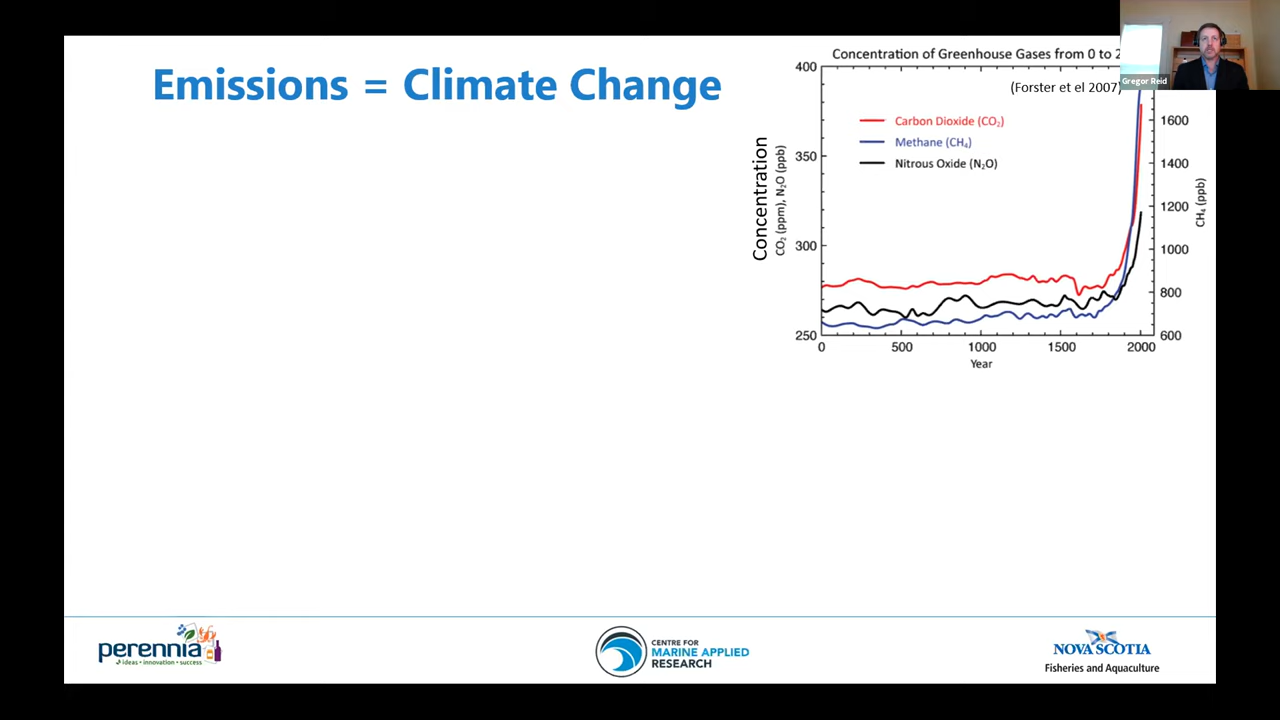 Emissions = Climate Change
Concentration of Greenhouse Gases from 0 to 2
(Forster et el 2007)
Gregor Reid
Carbon Dioxide (CO₂)
Methane (CH₄)
Nitrous Oxide (N₂O)
Concentration
CO₂ (ppm), N₂O (ppb)
400
350
300
250
1600
1400
1200
1000
800
600
CH₄ (ppb)
0 500 1000 1500 2000
Year
perennia
ideas • innovation • success
CENTRE FOR
MARINE APPLIED
RESEARCH
NOVA SCOTIA
Fisheries and Aquaculture